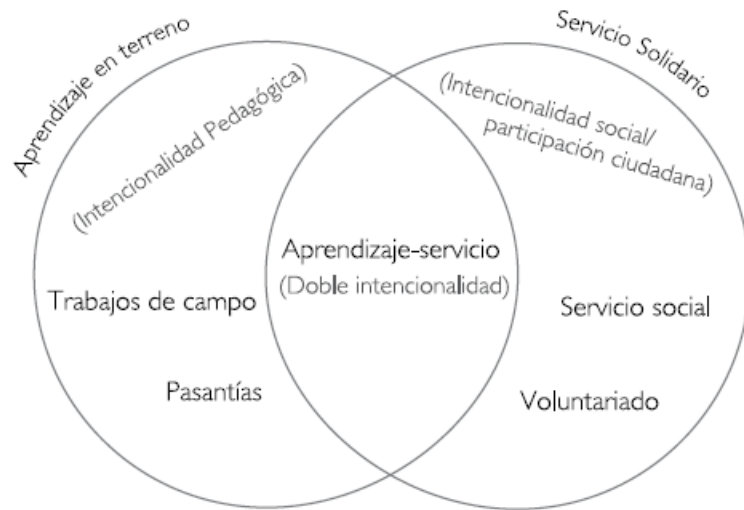 Aprendizaje en terreno
(Intencionalidad Pedagógica)
Trabajos de campo
Pasantías
Aprendizaje-servicio
(Doble intencionalidad)
Servicio Solidario
(Intencionalidad social/
participación ciudadana)
Servicio social
Voluntariado